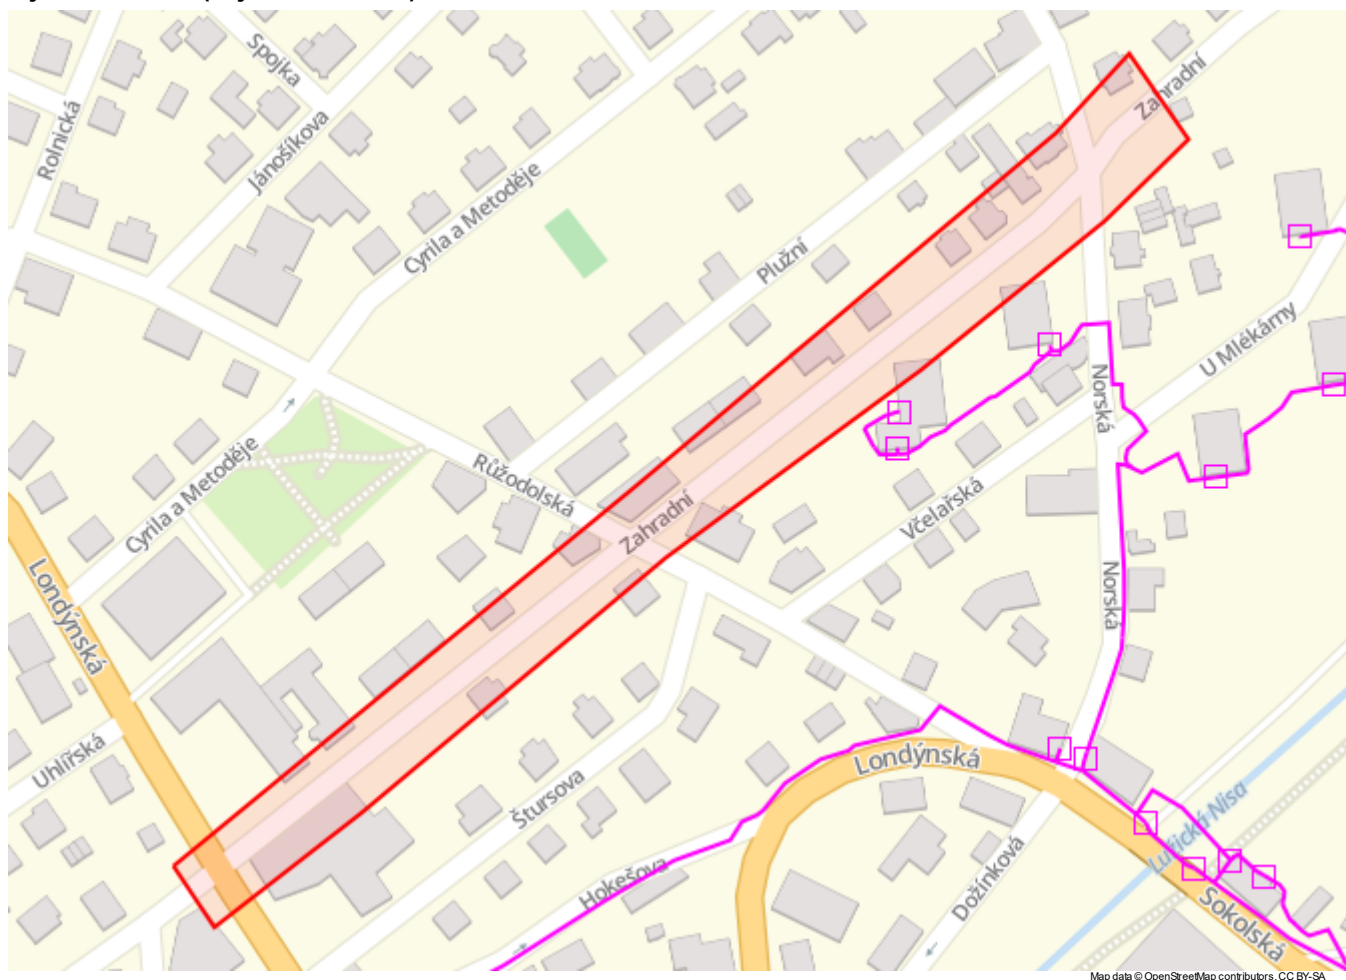 Spojka
Rolnická
Jánošíkova
Zahradní
Cyrila a Metoděje
Plužní
U Mlékárny
Norská
Cyrila a Metoděje
Růžodolská
Zahradní
Včelařská
Londýnská
Norská
Uhlířská
Štursova
Londýnská
Lužická Nisa
Hokešova
Dožínková
Sokolská
Map data © OpenStreetMap contributors, CC BY-SA